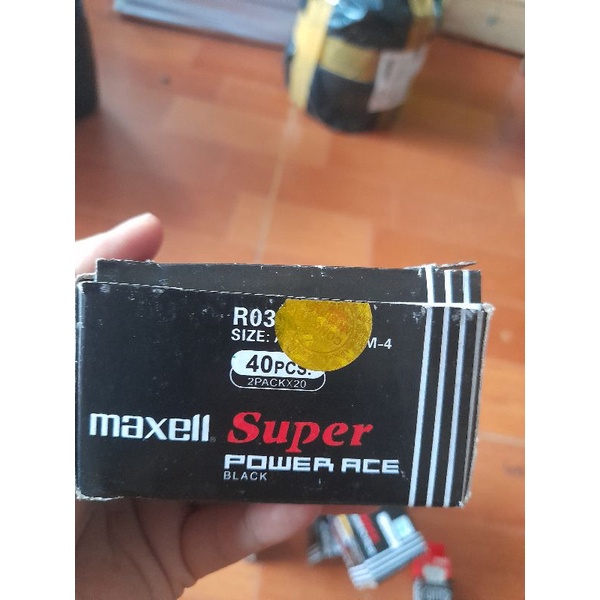 R03
SIZE: M-4
40PCS.
2PACKX20
maxell Super
POWER ACE
BLACK